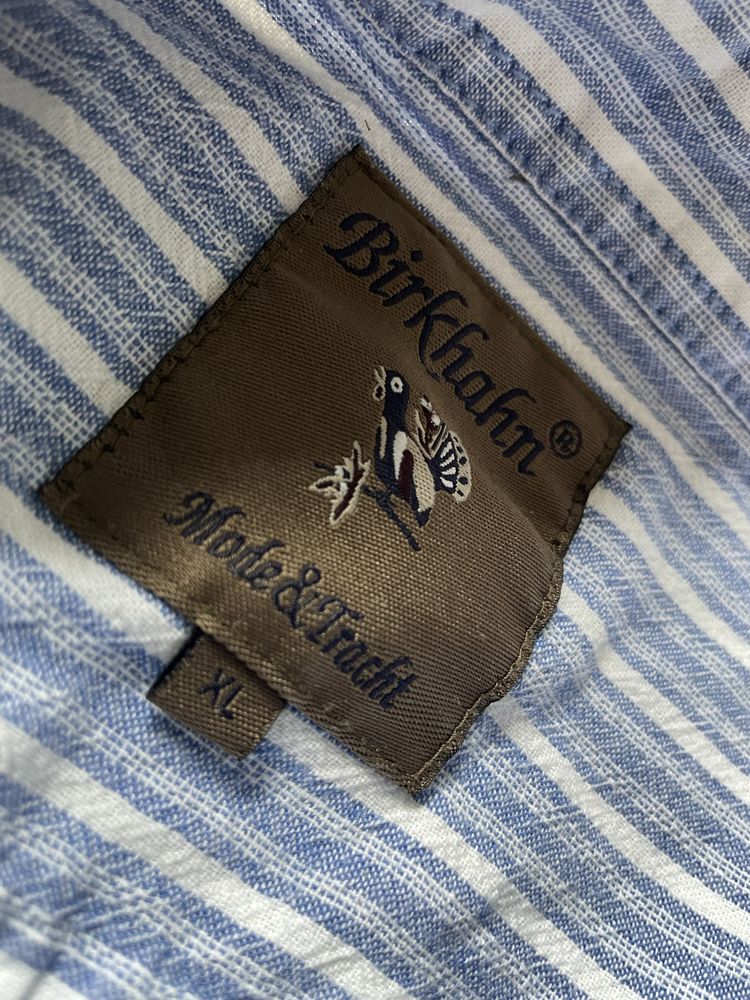 Birkhahn®
Mode & Tracht
XL